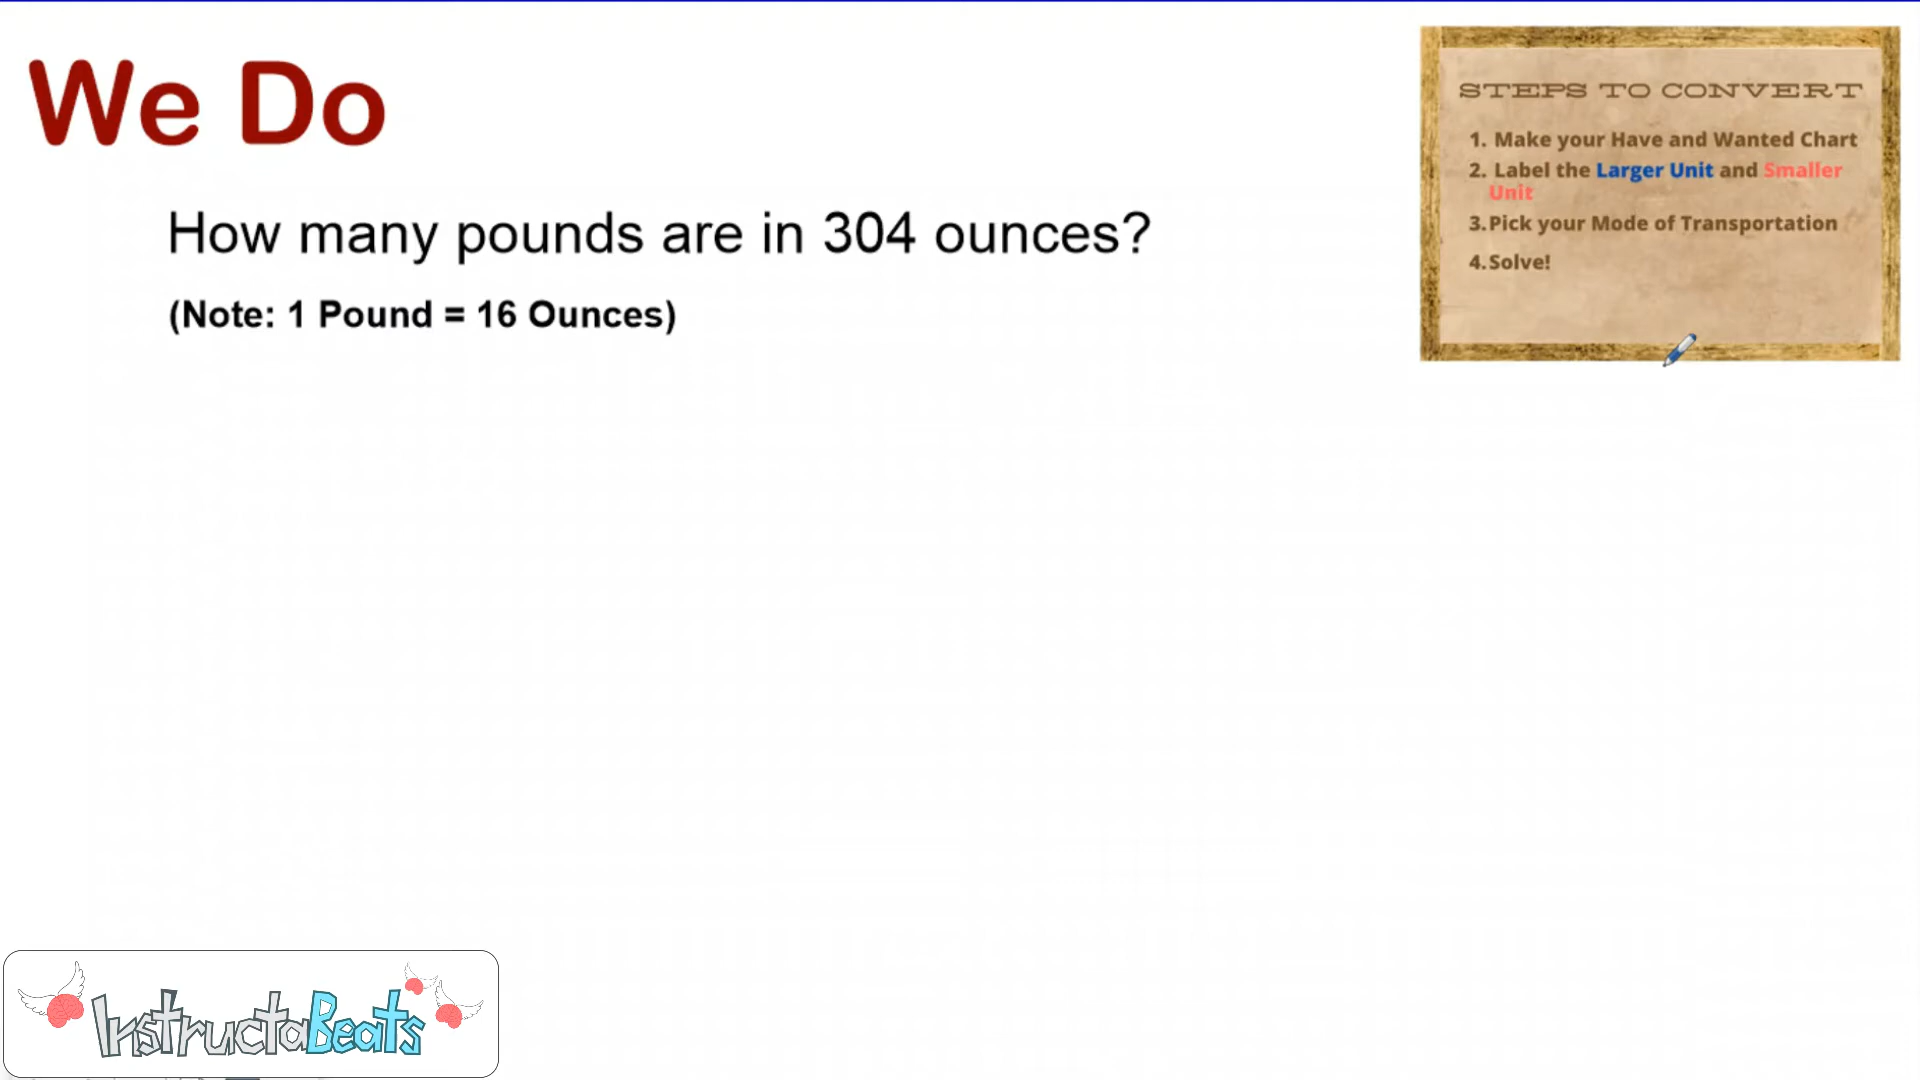 We Do
How many pounds are in 304 ounces?
(Note: 1 Pound = 16 Ounces)
STEPS TO CONVERT
1. Make your Have and Wanted Chart
2. Label the Larger Unit and Smaller
Unit
3.Pick your Mode of Transportation
4.Solve!
InstructaBeats